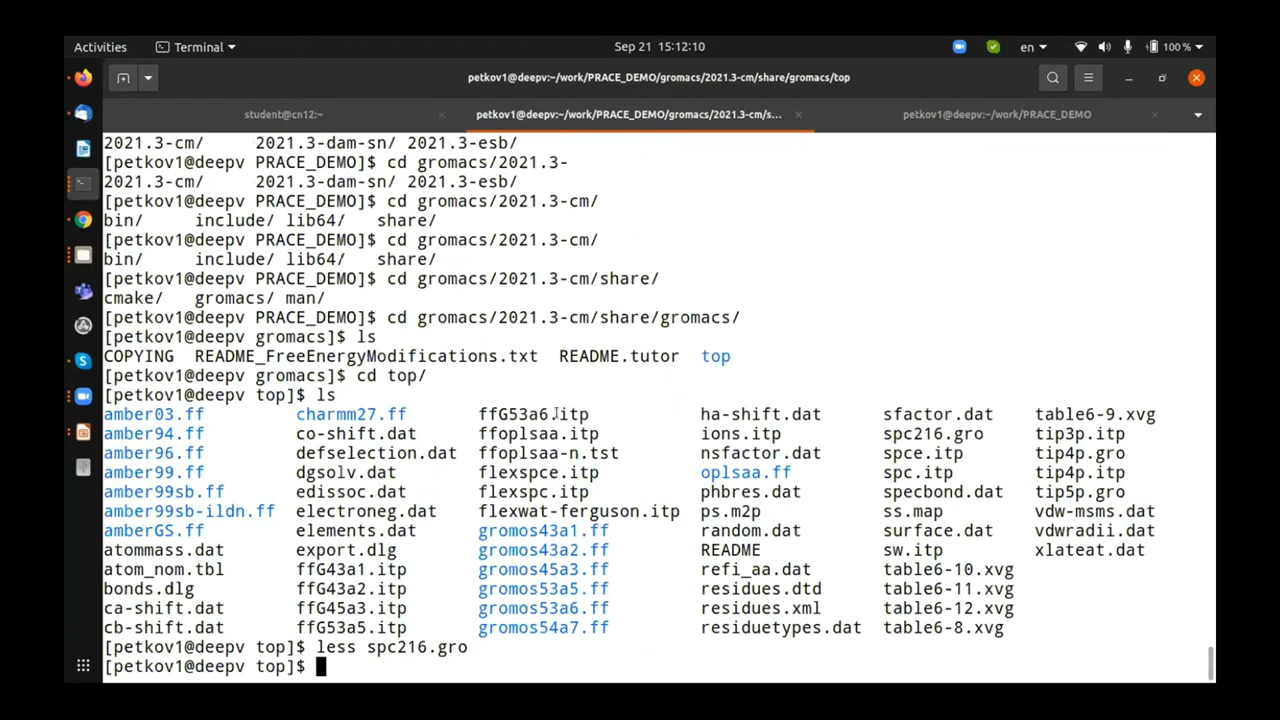 Activities Terminal Sep 21 15:12:10 en 100 %
petkov1@deepv:~/work/PRACE_DEMO/gromacs/2021.3-cm/share/gromacs/top
student@cn12:~ petkov1@deepv:~/work/PRACE_DEMO/gromacs/2021.3-cm/s... petkov1@deepv:~/work/PRACE_DEMO
2021.3-cm/ 2021.3-dam-sn/ 2021.3-esb/
[petkov1@deepv PRACE_DEMO]$ cd gromacs/2021.3-
2021.3-cm/ 2021.3-dam-sn/ 2021.3-esb/
[petkov1@deepv PRACE_DEMO]$ cd gromacs/2021.3-cm/
bin/ include/ lib64/ share/
[petkov1@deepv PRACE_DEMO]$ cd gromacs/2021.3-cm/
bin/ include/ lib64/ share/
[petkov1@deepv PRACE_DEMO]$ cd gromacs/2021.3-cm/share/
cmake/ gromacs/ man/
[petkov1@deepv PRACE_DEMO]$ cd gromacs/2021.3-cm/share/gromacs/
[petkov1@deepv gromacs]$ ls
COPYING README_FreeEnergyModifications.txt README.tutor top
[petkov1@deepv gromacs]$ cd top/
[petkov1@deepv top]$ ls
amber03.ff charmm27.ff ffG53a6.itp ha-shift.dat sfactor.dat table6-9.xvg
amber94.ff co-shift.dat ffoplsaa.itp ions.itp spc216.gro tip3p.itp
amber96.ff defselection.dat ffoplsaa-n.tst nsfactor.dat spce.itp tip4p.gro
amber99.ff dgsolv.dat flexspce.itp oplsaa.ff spc.itp tip4p.itp
amber99sb.ff edissoc.dat flexspc.itp phbres.dat specbond.dat tip5p.gro
amber99sb-ildn.ff electroneg.dat flexwat-ferguson.itp ps.m2p ss.map vdw-msms.dat
amberGS.ff elements.dat gromos43a1.ff random.dat surface.dat vdwradii.dat
atommass.dat export.dlg gromos43a2.ff README sw.itp xlateat.dat
atom_nom.tbl ffG43a1.itp gromos45a3.ff refi_aa.dat table6-10.xvg
bonds.dlg ffG43a2.itp gromos53a5.ff residues.dtd table6-11.xvg
ca-shift.dat ffG45a3.itp gromos53a6.ff residues.xml table6-12.xvg
cb-shift.dat ffG53a5.itp gromos54a7.ff residuetypes.dat table6-8.xvg
[petkov1@deepv top]$ less spc216.gro
[petkov1@deepv top]$